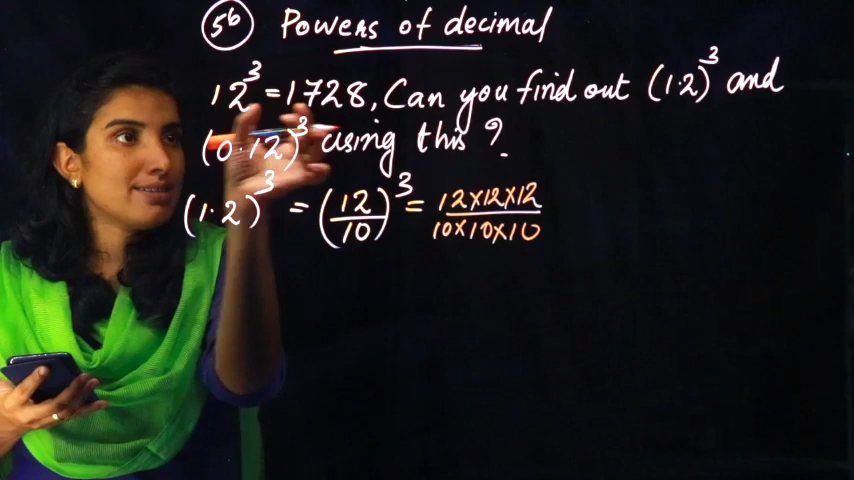 56 Powers of decimal
12³ = 1728, Can you find out (1·2)³ and
(0·12)³ using this ?
(1·2)³ = (12/10)³ = 12×12×12/10×10×10